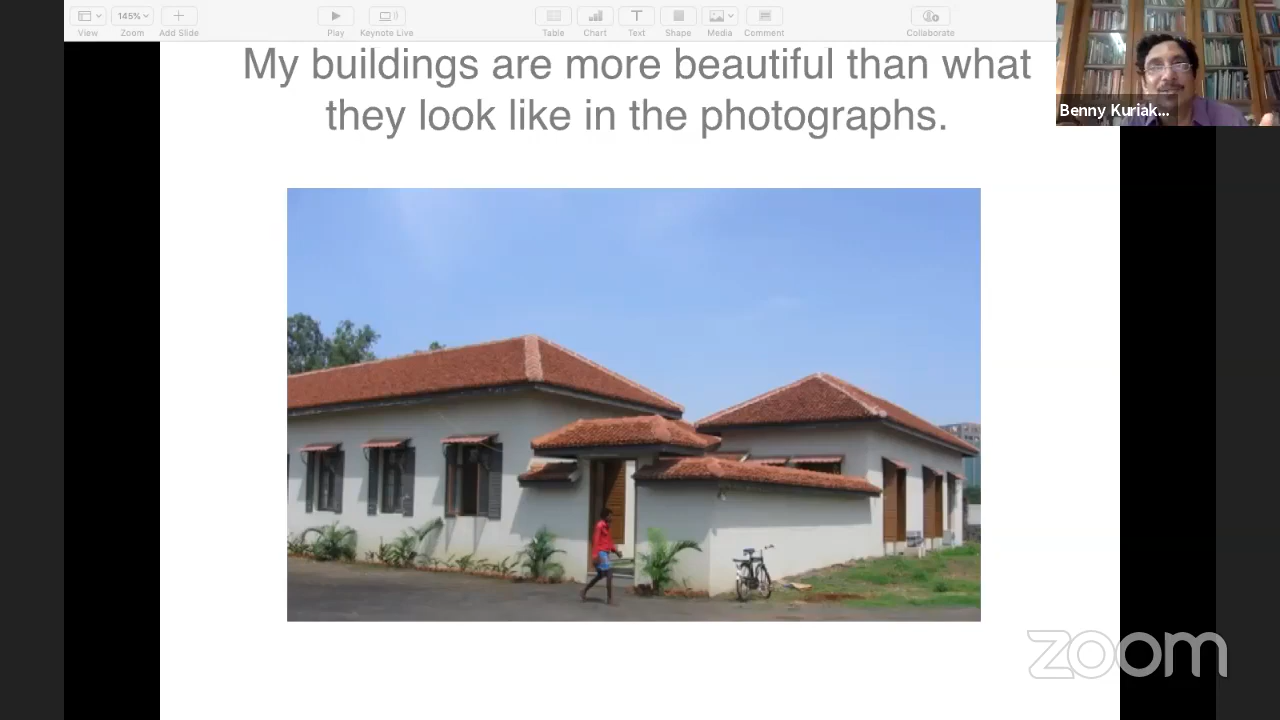 145%
View
Zoom
Add Slide
Play
Keynote Live
Table
Chart
Text
Shape
Media
Comment
Collaborate
My buildings are more beautiful than what
they look like in the photographs.
Benny Kuriak...
zoom